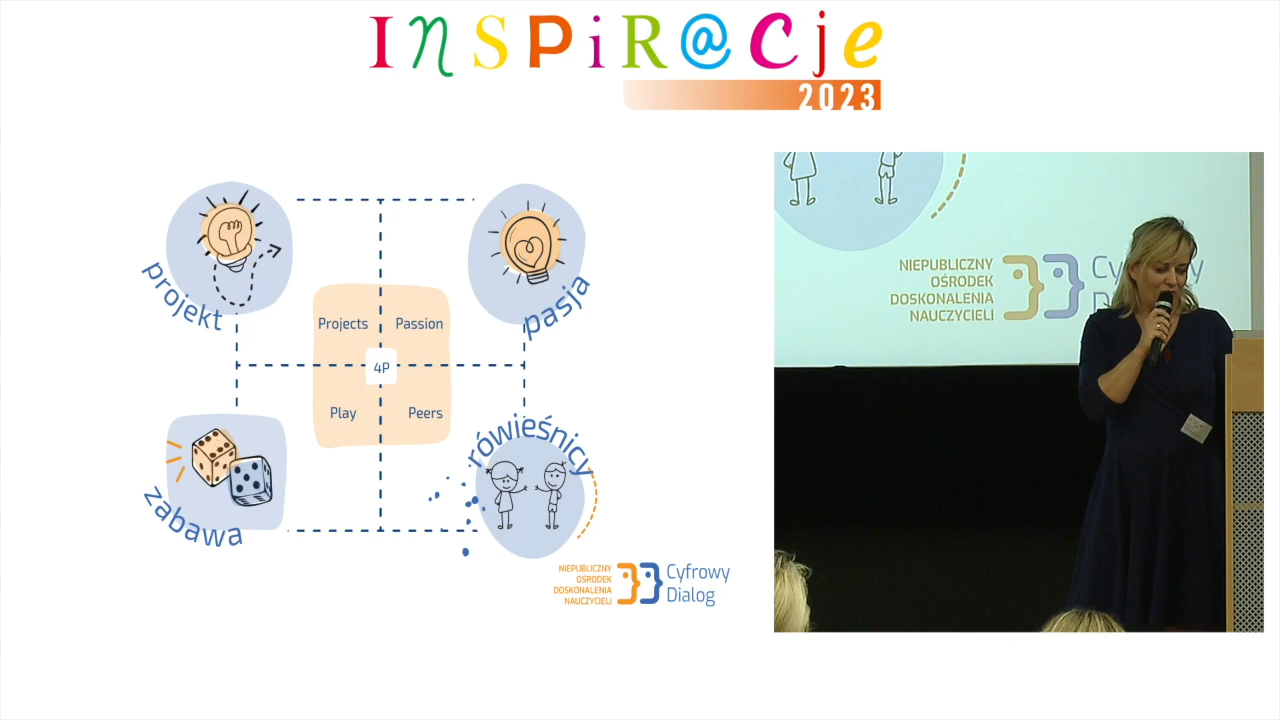 INSPiR@cje
2023
projekt
pasja
Projects
Passion
4P
Play
Peers
zabawa
rówieśnicy
NIEPUBLICZNY
OŚRODEK
DOSKONALENIA
NAUCZYCIELI
Cyfrowy
Dialog
NIEPUBLICZNY
OŚRODEK
DOSKONALENIA
NAUCZYCIELI